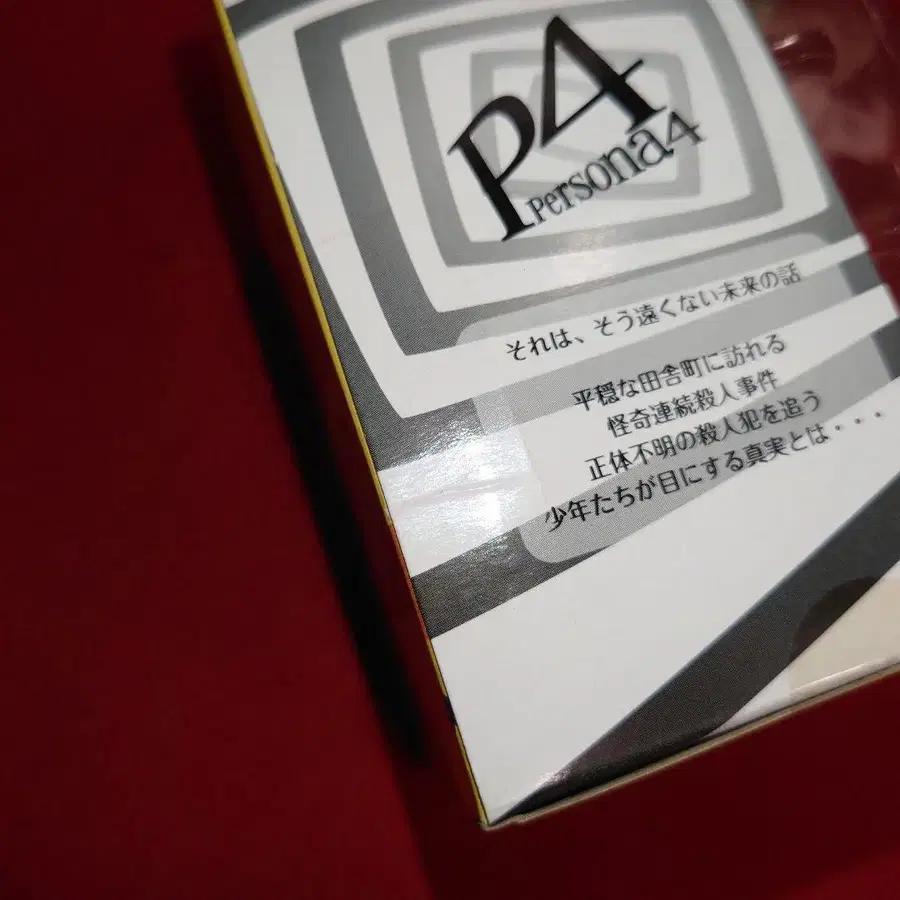 P4
Persona4
それは、そう遠くない未来の話
平穏な田舎町に訪れる
怪奇連続殺人事件
正体不明の殺人犯を追う
少年たちが目にする真実とは・・・